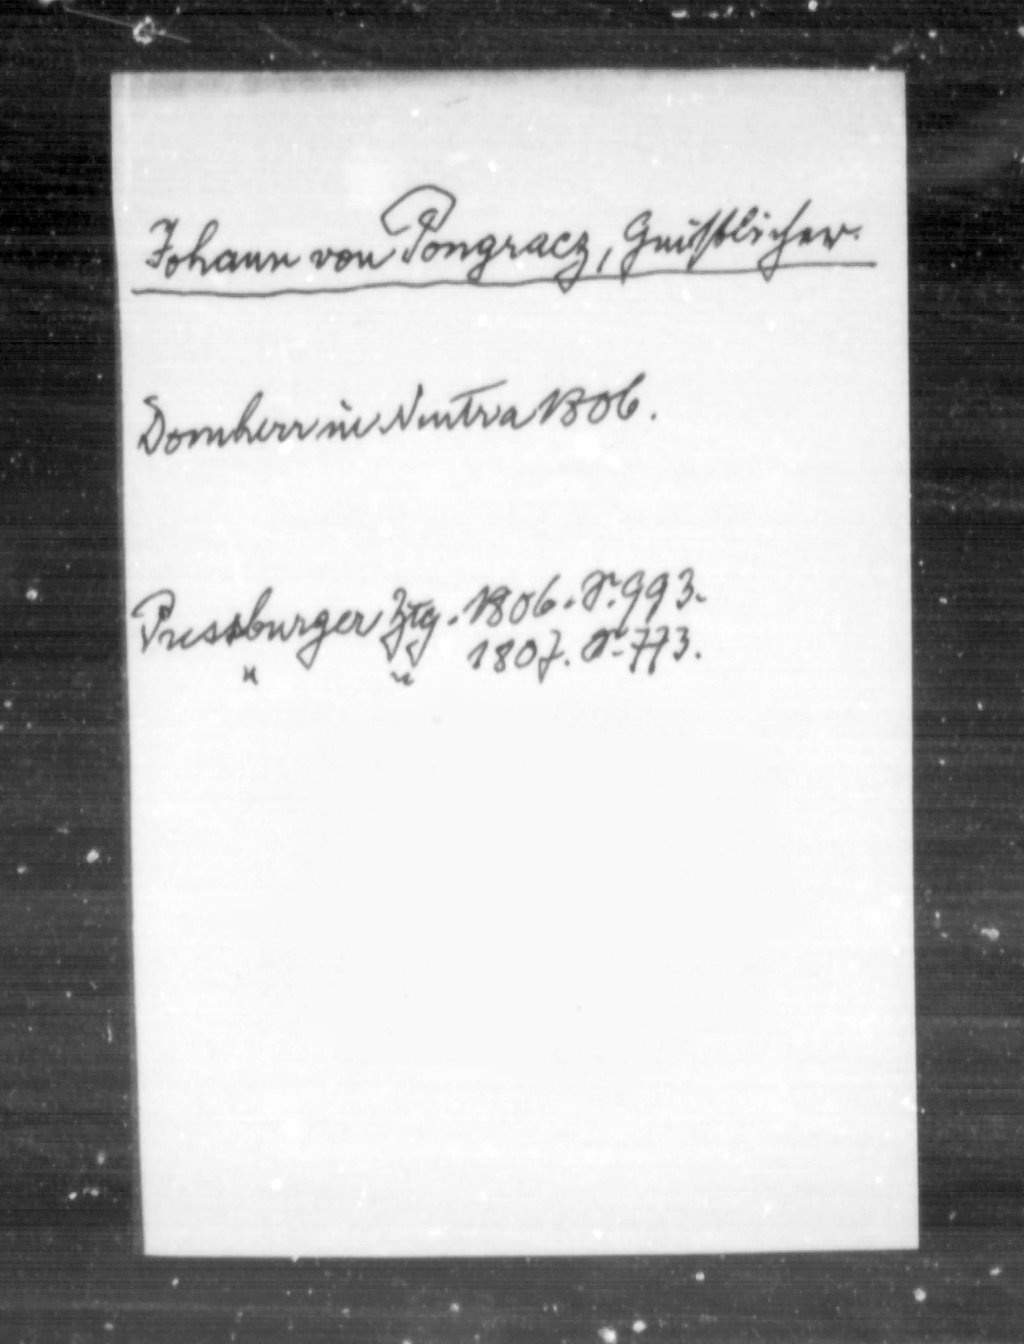 Johann von Pongracz, Geistlicher.
Domherr in Neutra 1806.
Pressburger Ztg. 1806. S. 993.
" " 1807. S. 773.